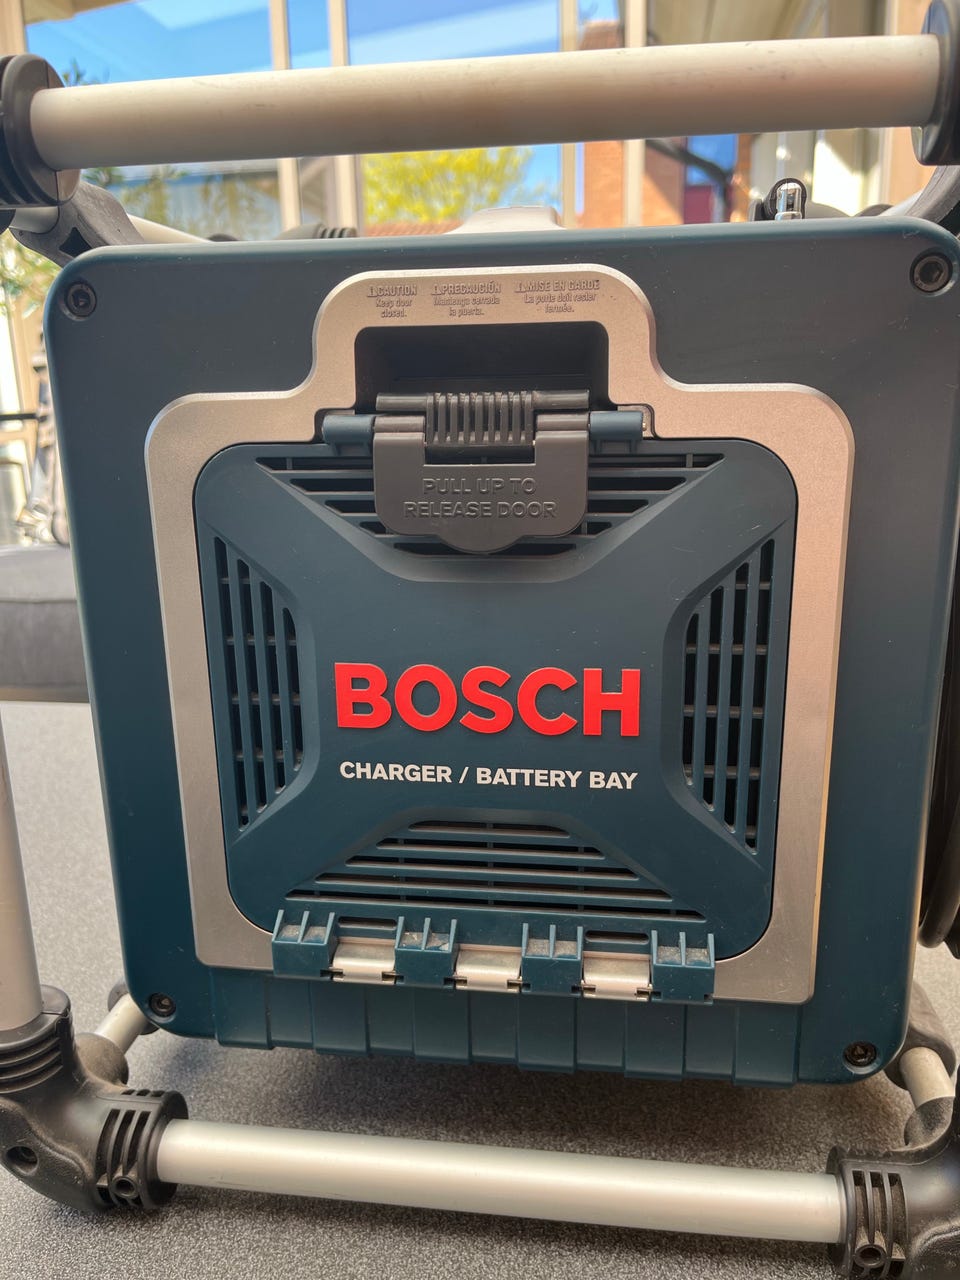 ⚠CAUTION
Keep door
closed.
⚠PRECAUCIÓN
Mantenga cerrada
la puerta.
⚠MISE EN GARDE
La porte doit rester
fermée.
PULL UP TO
RELEASE DOOR
BOSCH
CHARGER / BATTERY BAY